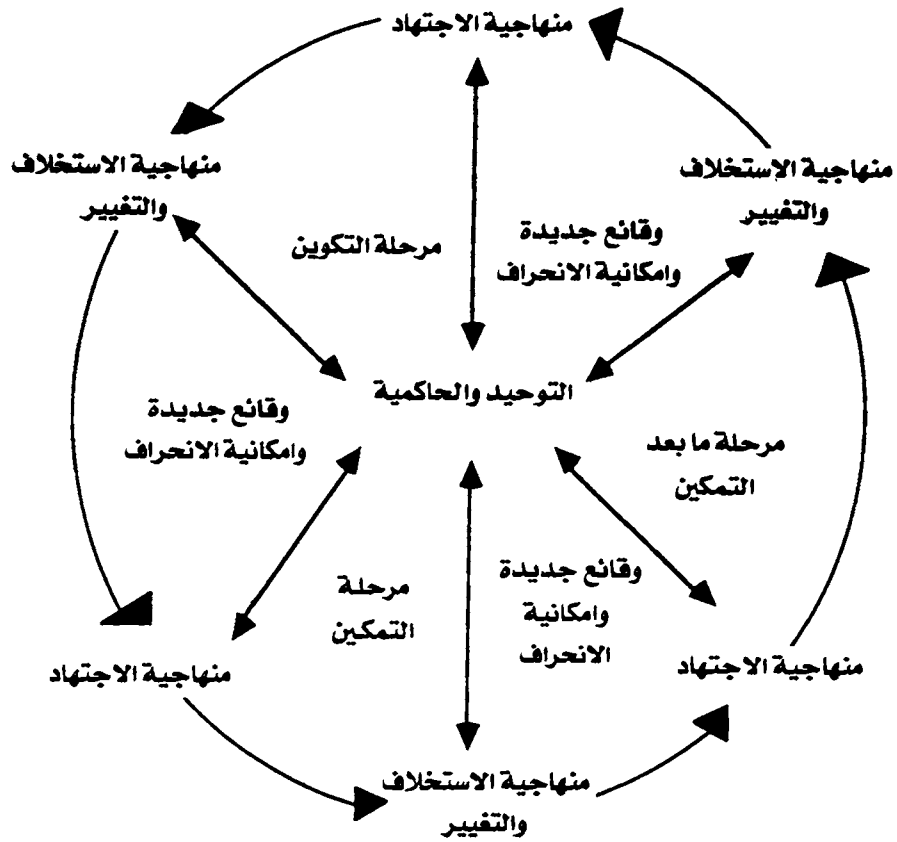 منهاجية الاجتهاد
منهاجية الإستخلاف
والتغيير
منهاجية الاستخلاف
والتغيير
وقائع جديدة
وامكانية الانحراف
مرحلة التكوين
التوحيد والحاكمية
وقائع جديدة
وامكانية الانحراف
مرحلة ما بعد
التمكين
وقائع جديدة
وامكانية
الانحراف
مرحلة
التمكين
منهاجية الاجتهاد
منهاجية الاجتهاد
منهاجية الاستخلاف
والتغيير